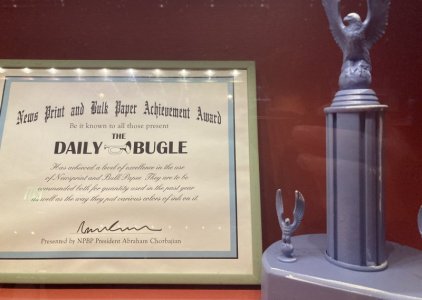 News Print and Bulk Paper Achievement Award
Be it known to all those present
THE
DAILY BUGLE
Has achieved a level of excellence in the use
of Newsprint and Bulk Paper. They are to be
commended both for quantity used in the past year
as well as the way they put various colors of ink on it.
Presented by NPBP President Abraham Chorbajian